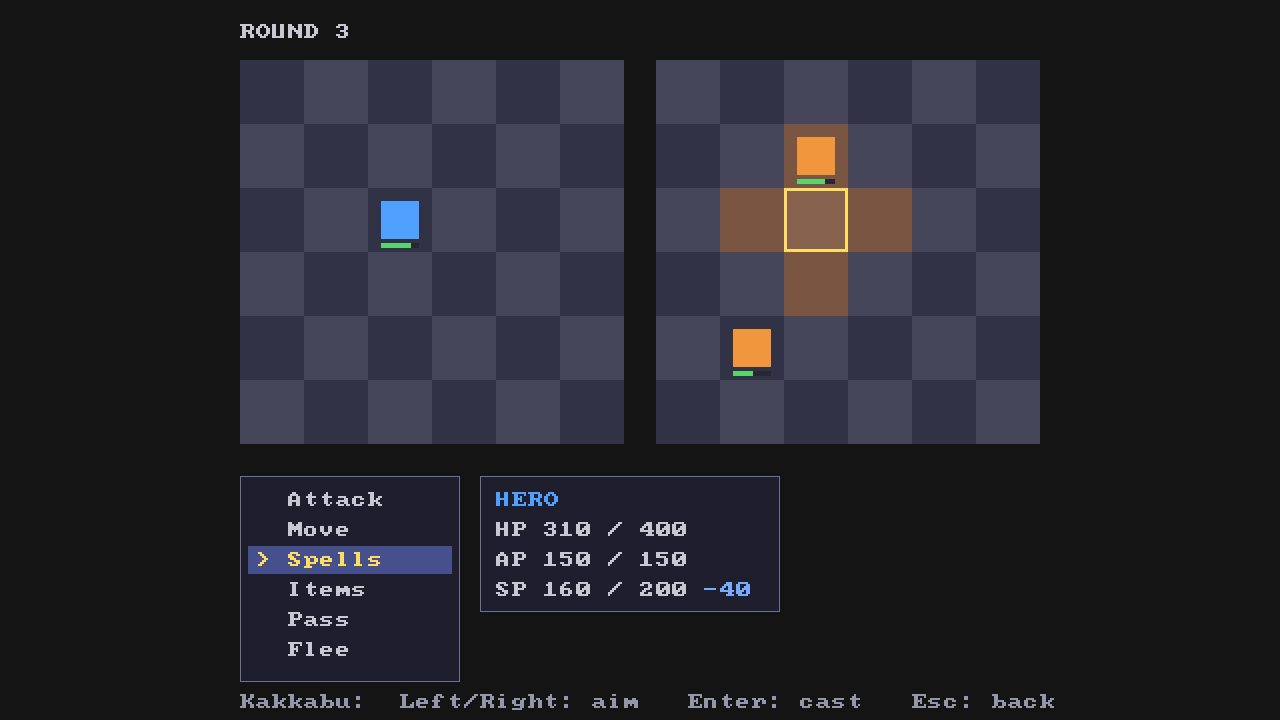 ROUND 3
Attack
Move
> Spells
Items
Pass
Flee
HERO
HP 310 / 400
AP 150 / 150
SP 160 / 200 -40
Kakkabu: Left/Right: aim Enter: cast Esc: back